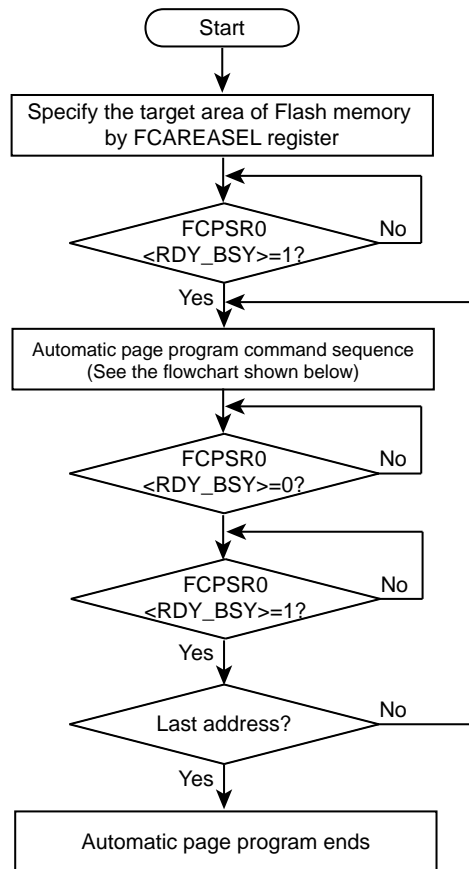 Start
Specify the target area of Flash memory
by FCAREASEL register
FCPSR0
<RDY_BSY>=1?
No
Yes
Automatic page program command sequence
(See the flowchart shown below)
FCPSR0
<RDY_BSY>=0?
No
FCPSR0
<RDY_BSY>=1?
No
Yes
Last address?
No
Yes
Automatic page program ends